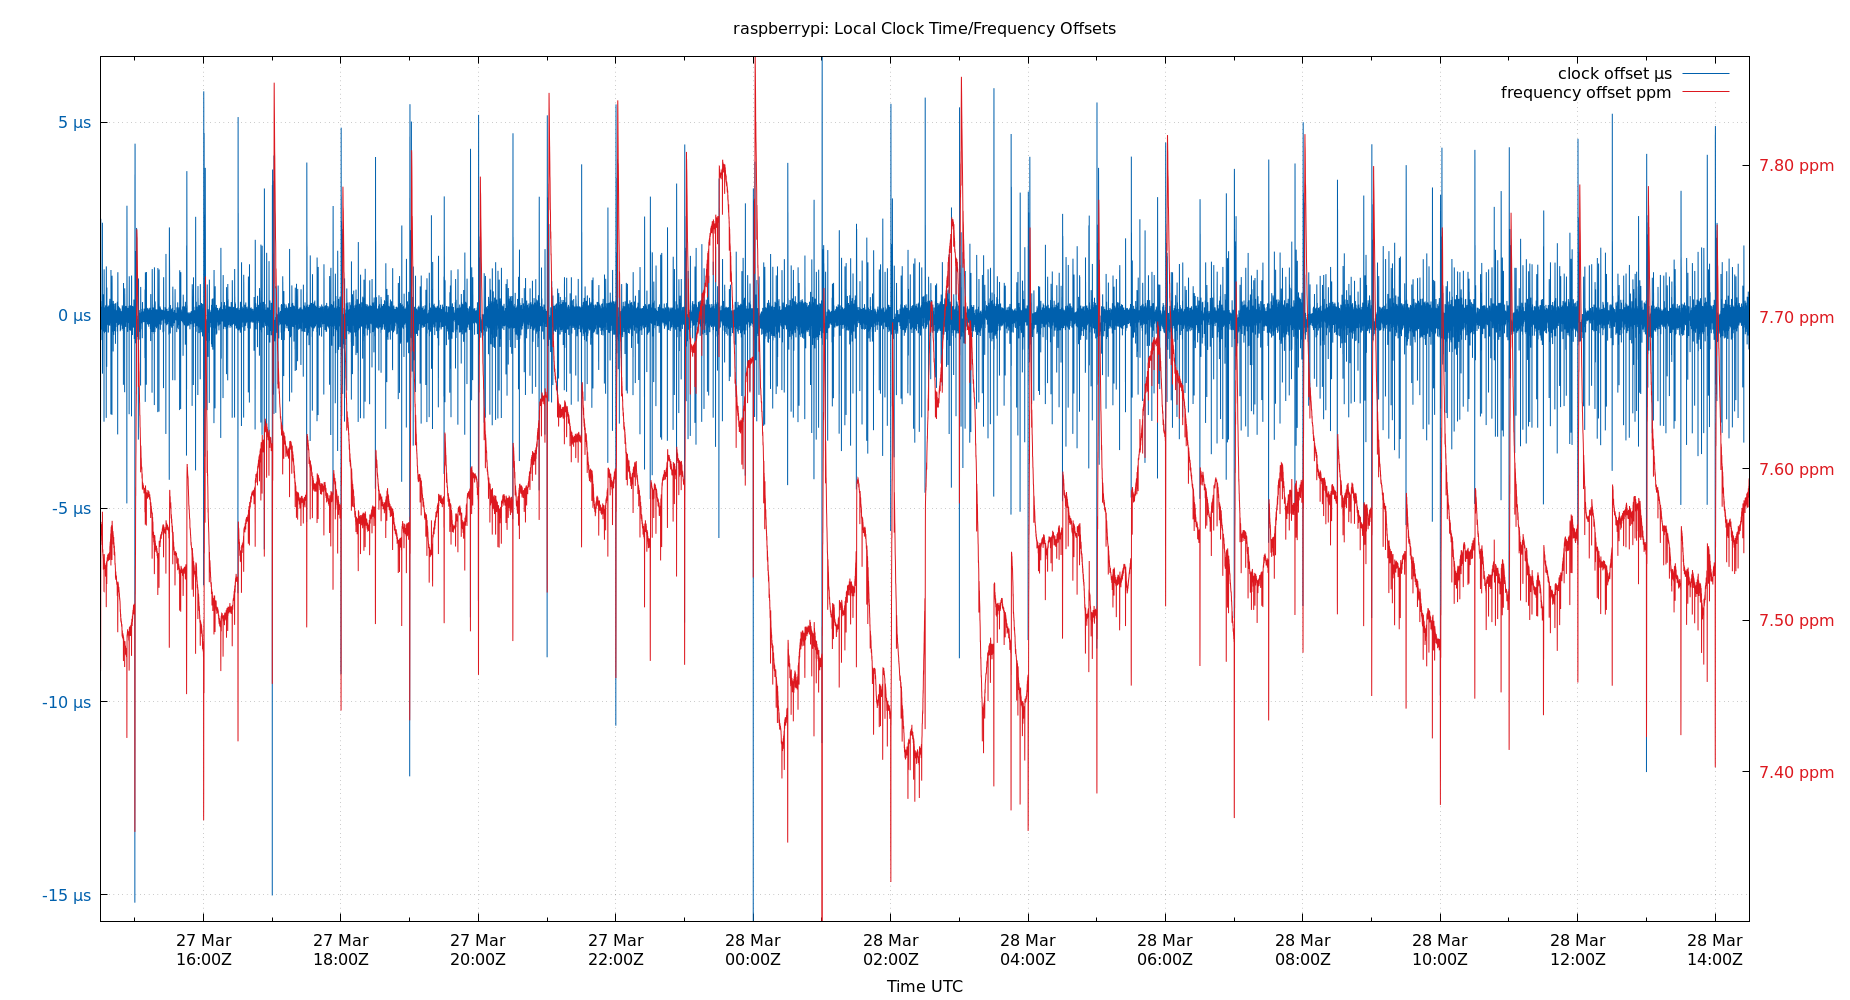 raspberrypi: Local Clock Time/Frequency Offsets
clock offset µs
frequency offset ppm
5 µs
0 µs
-5 µs
-10 µs
-15 µs
7.80 ppm
7.70 ppm
7.60 ppm
7.50 ppm
7.40 ppm
27 Mar 27 Mar 27 Mar 27 Mar 28 Mar 28 Mar 28 Mar 28 Mar 28 Mar 28 Mar 28 Mar 28 Mar
16:00Z 18:00Z 20:00Z 22:00Z 00:00Z 02:00Z 04:00Z 06:00Z 08:00Z 10:00Z 12:00Z 14:00Z
Time UTC